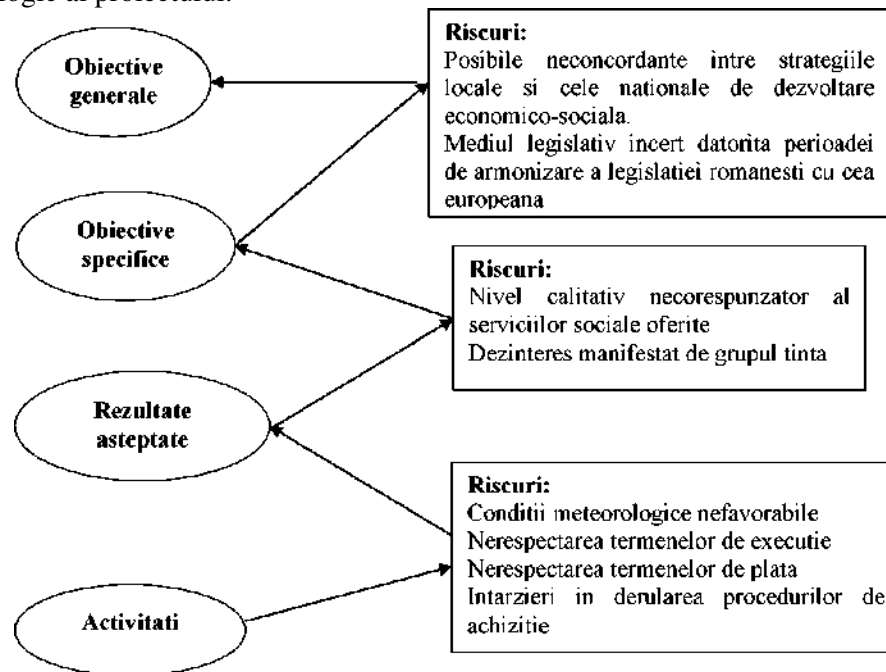 logic al proiectului.
Obiective
generale
Riscuri:
Posibile neconcordante intre strategiile
locale si cele nationale de dezvoltare
economico-sociala.
Mediul legislativ incert datorita perioadei
de armonizare a legislatiei romanesti cu cea
europeana
Obiective
specifice
Riscuri:
Nivel calitativ necorespunzator al
serviciilor sociale oferite
Dezinteres manifestat de grupul tinta
Rezultate
asteptate
Riscuri:
Conditii meteorologice nefavorabile
Nerespectarea termenelor de executie
Nerespectarea termenelor de plata
Intarzieri in derularea procedurilor de
achizitie
Activitati